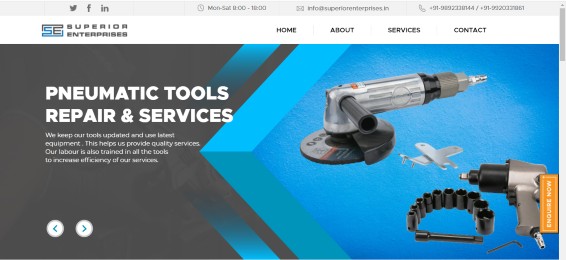 Mon-Sat 8:00 - 18:00
info@superiorenterprises.in
+91-9892338144 / +91-9920331861
SE SUPERIOR
ENTERPRISES
HOME
ABOUT
SERVICES
CONTACT
PNEUMATIC TOOLS
REPAIR & SERVICES
We keep our tools updated and use latest
equipment . This helps us provide quality services.
Our labour is also trained in all the tools
to increase efficiency of our services.
ENQUIRE NOW